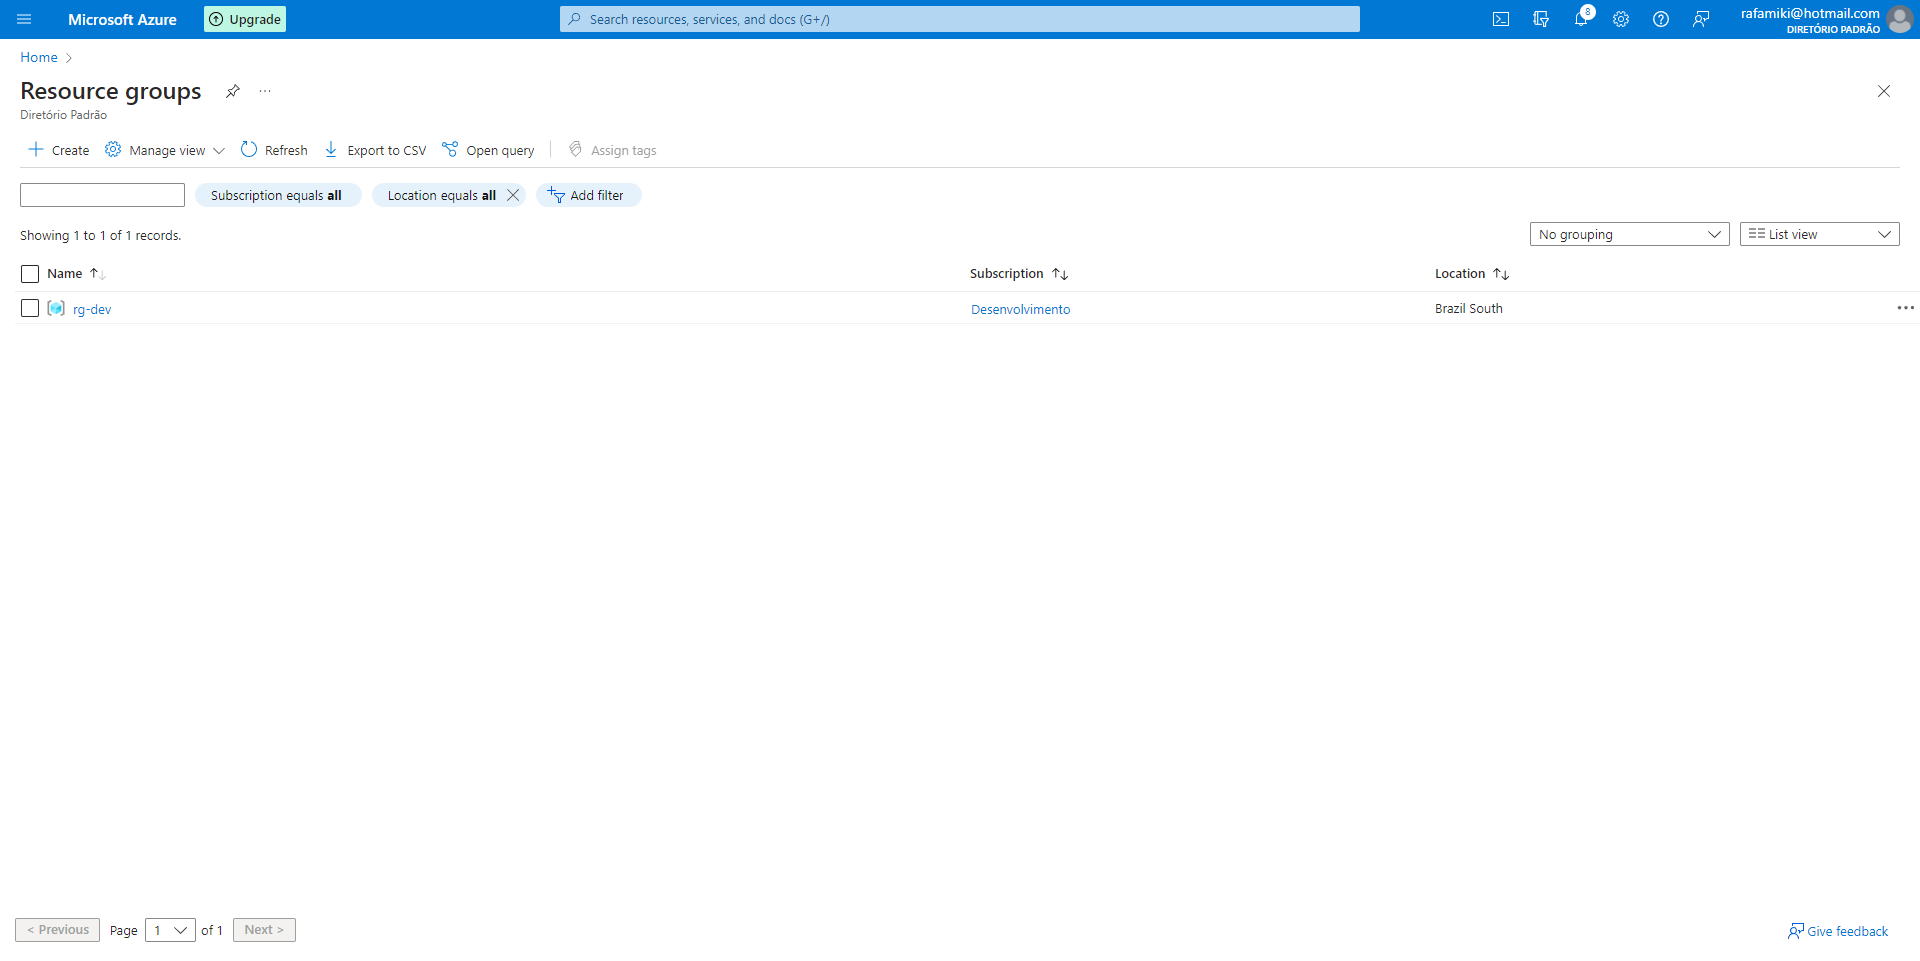 Microsoft Azure Upgrade Search resources, services, and docs (G+/) 8 rafamiki@hotmail.com
DIRETÓRIO PADRÃO
Home
Resource groups
Diretório Padrão
Create Manage view Refresh Export to CSV Open query Assign tags
Subscription equals all Location equals all Add filter
Showing 1 to 1 of 1 records. No grouping List view
Name Subscription Location
rg-dev Desenvolvimento Brazil South
< Previous Page 1 of 1 Next > Give feedback